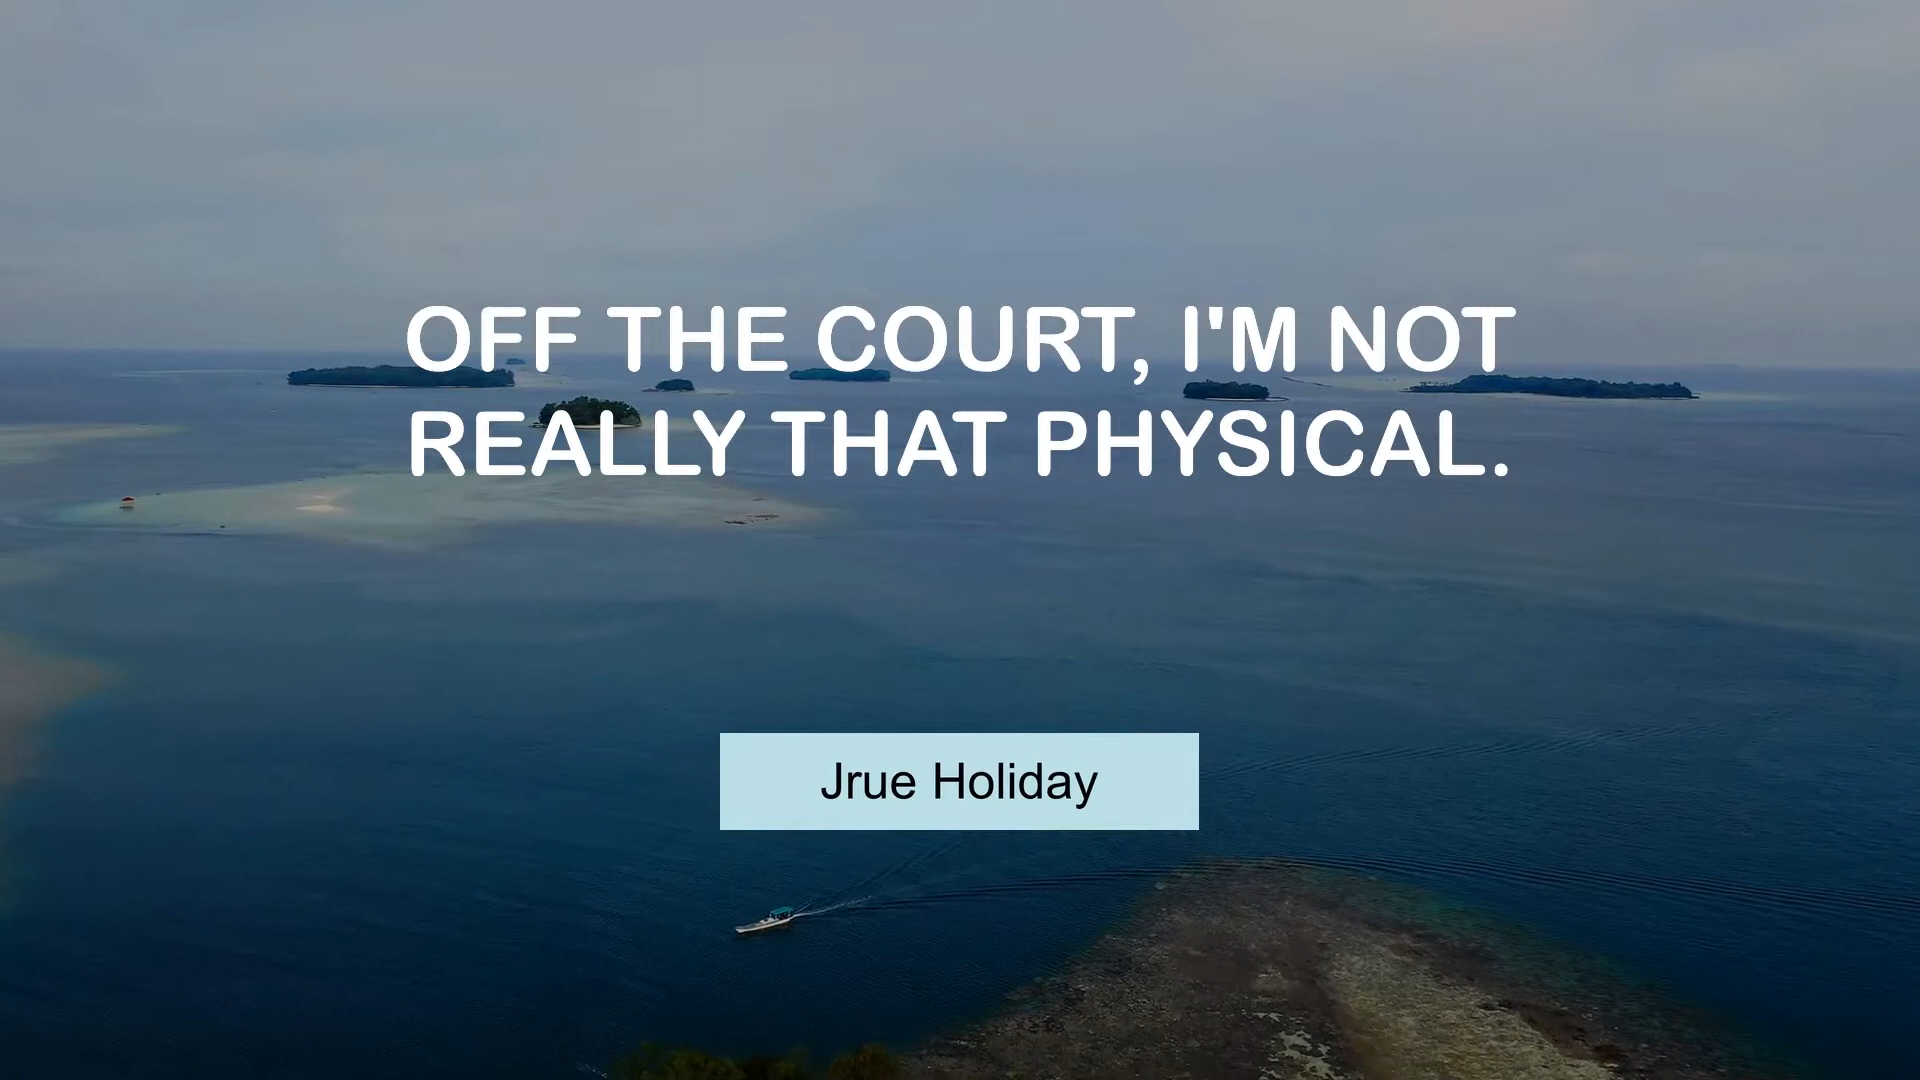 OFF THE COURT, I'M NOT
REALLY THAT PHYSICAL.
Jrue Holiday